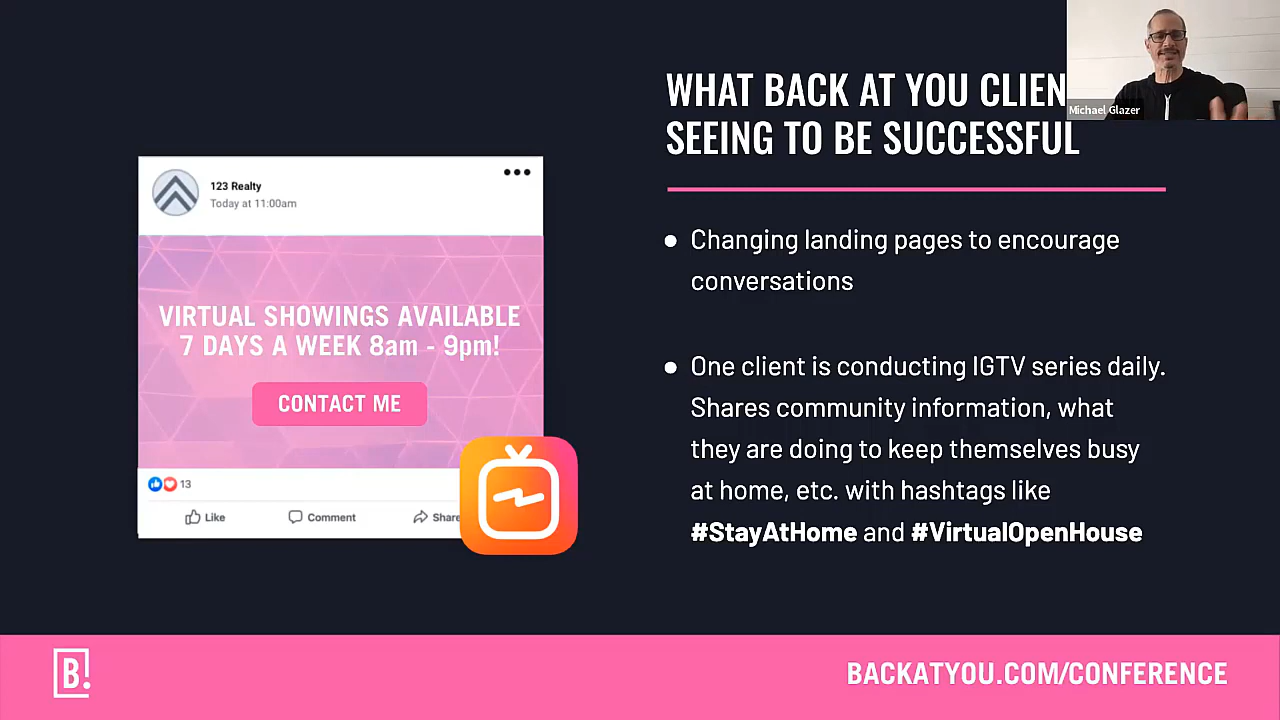 WHAT BACK AT YOU CLIEN
SEEING TO BE SUCCESSFUL
Michael Glazer
123 Realty
Today at 11:00am
VIRTUAL SHOWINGS AVAILABLE
7 DAYS A WEEK 8am - 9pm!
CONTACT ME
13
Like
Comment
Share
Changing landing pages to encourage
conversations
One client is conducting IGTV series daily.
Shares community information, what
they are doing to keep themselves busy
at home, etc. with hashtags like
#StayAtHome and #VirtualOpenHouse
B!
BACKATYOU.COM/CONFERENCE